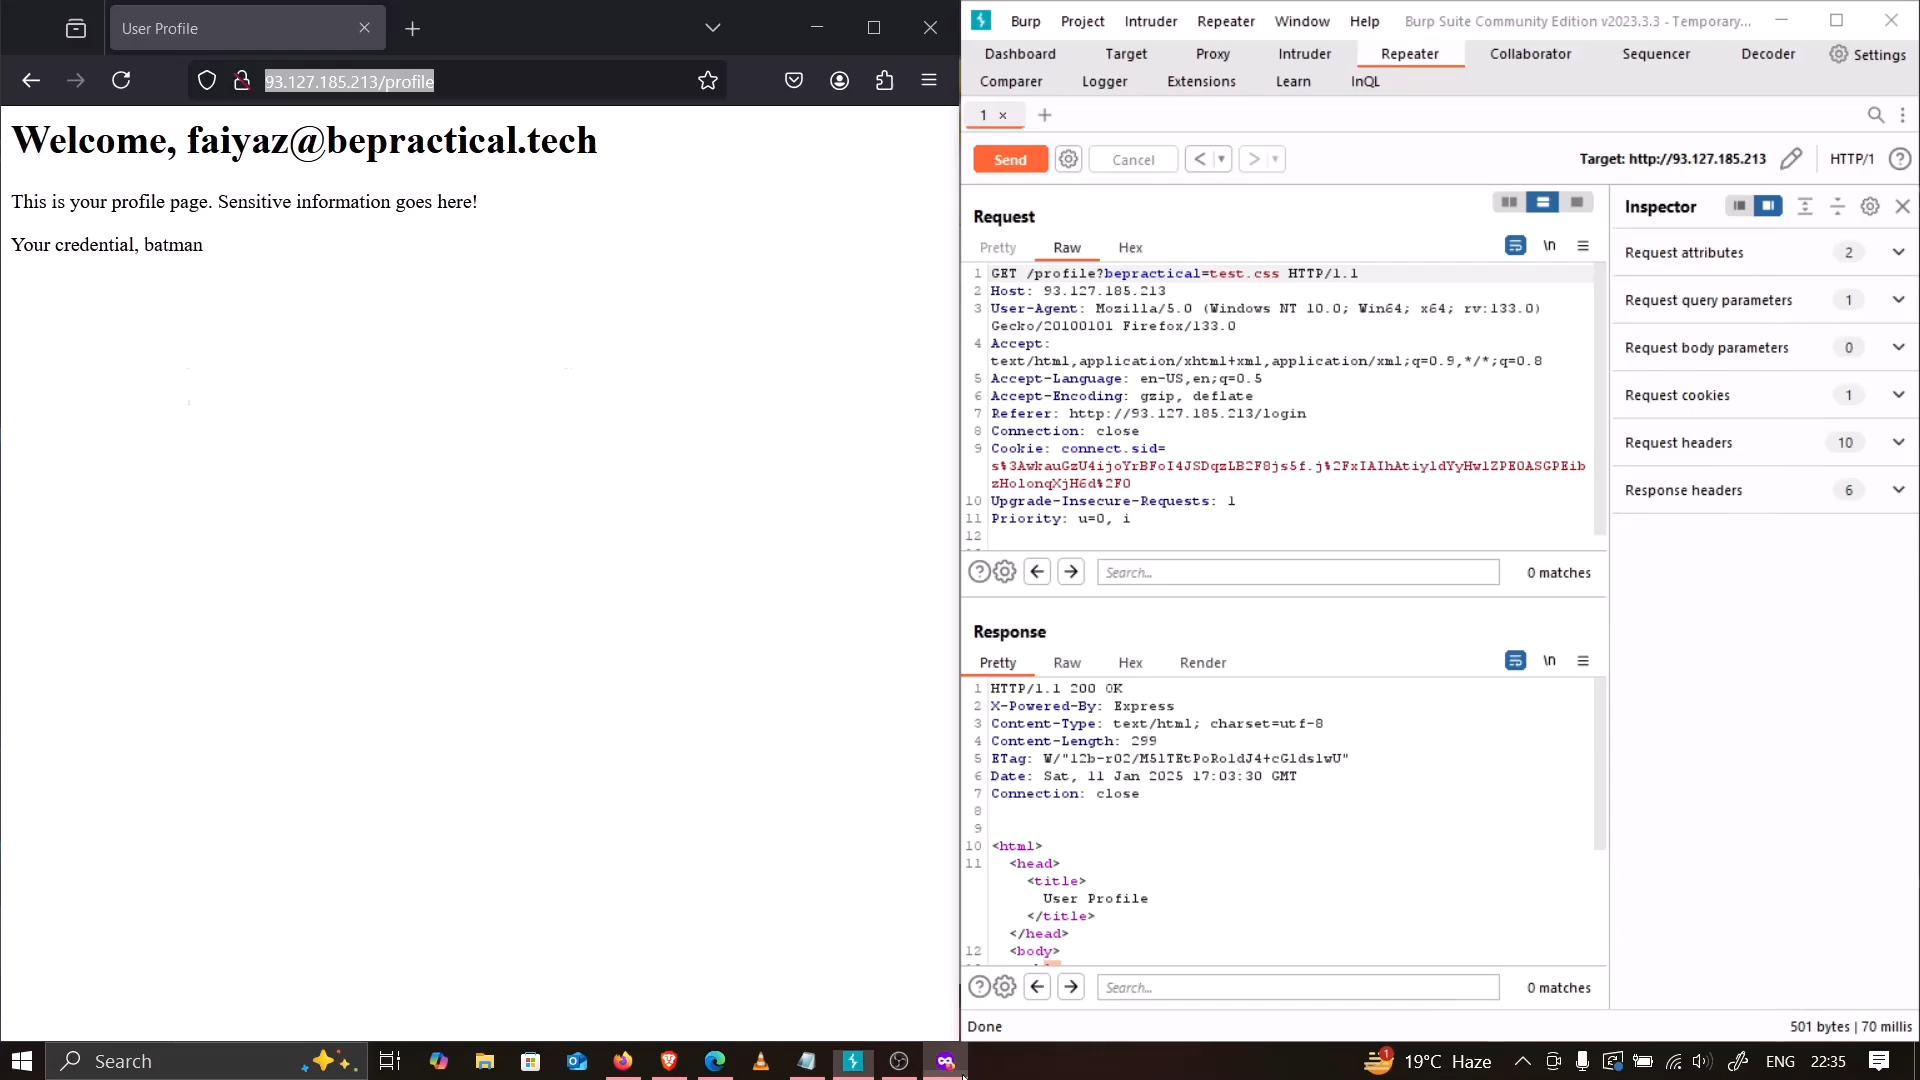 User Profile
93.127.185.213/profile
Welcome, faiyaz@bepractical.tech
This is your profile page. Sensitive information goes here!
Your credential, batman
Burp Project Intruder Repeater Window Help Burp Suite Community Edition v2023.3.3 - Temporary...
Dashboard Target Proxy Intruder Repeater Collaborator Sequencer Decoder Settings
Comparer Logger Extensions Learn InQL
1
Send Cancel Target: http://93.127.185.213 HTTP/1
Request
Pretty Raw Hex \n
1 GET /profile?bepractical=test.css HTTP/1.1
2 Host: 93.127.185.213
3 User-Agent: Mozilla/5.0 (Windows NT 10.0; Win64; x64; rv:133.0)
Gecko/20100101 Firefox/133.0
4 Accept:
text/html,application/xhtml+xml,application/xml;q=0.9,*/*;q=0.8
5 Accept-Language: en-US,en;q=0.5
6 Accept-Encoding: gzip, deflate
7 Referer: http://93.127.185.213/login
8 Connection: close
9 Cookie: connect.sid=
10 Upgrade-Insecure-Requests: 1
11 Priority: u=0, i
12
Search... 0 matches
Inspector
Request attributes 2
Request query parameters 1
Request body parameters 0
Request cookies 1
Request headers 10
Response headers 6
Response
Pretty Raw Hex Render \n
1 HTTP/1.1 200 OK
2 X-Powered-By: Express
3 Content-Type: text/html; charset=utf-8
4 Content-Length: 299
5 ETag:
6 Date: Sat, 11 Jan 2025 17:03:30 GMT
7 Connection: close
8
9
10 <html>
11 <head>
<title>
User Profile
</title>
</head>
12 <body>
Search... 0 matches
Done 501 bytes | 70 millis
Search 1 19°C Haze ENG 22:35